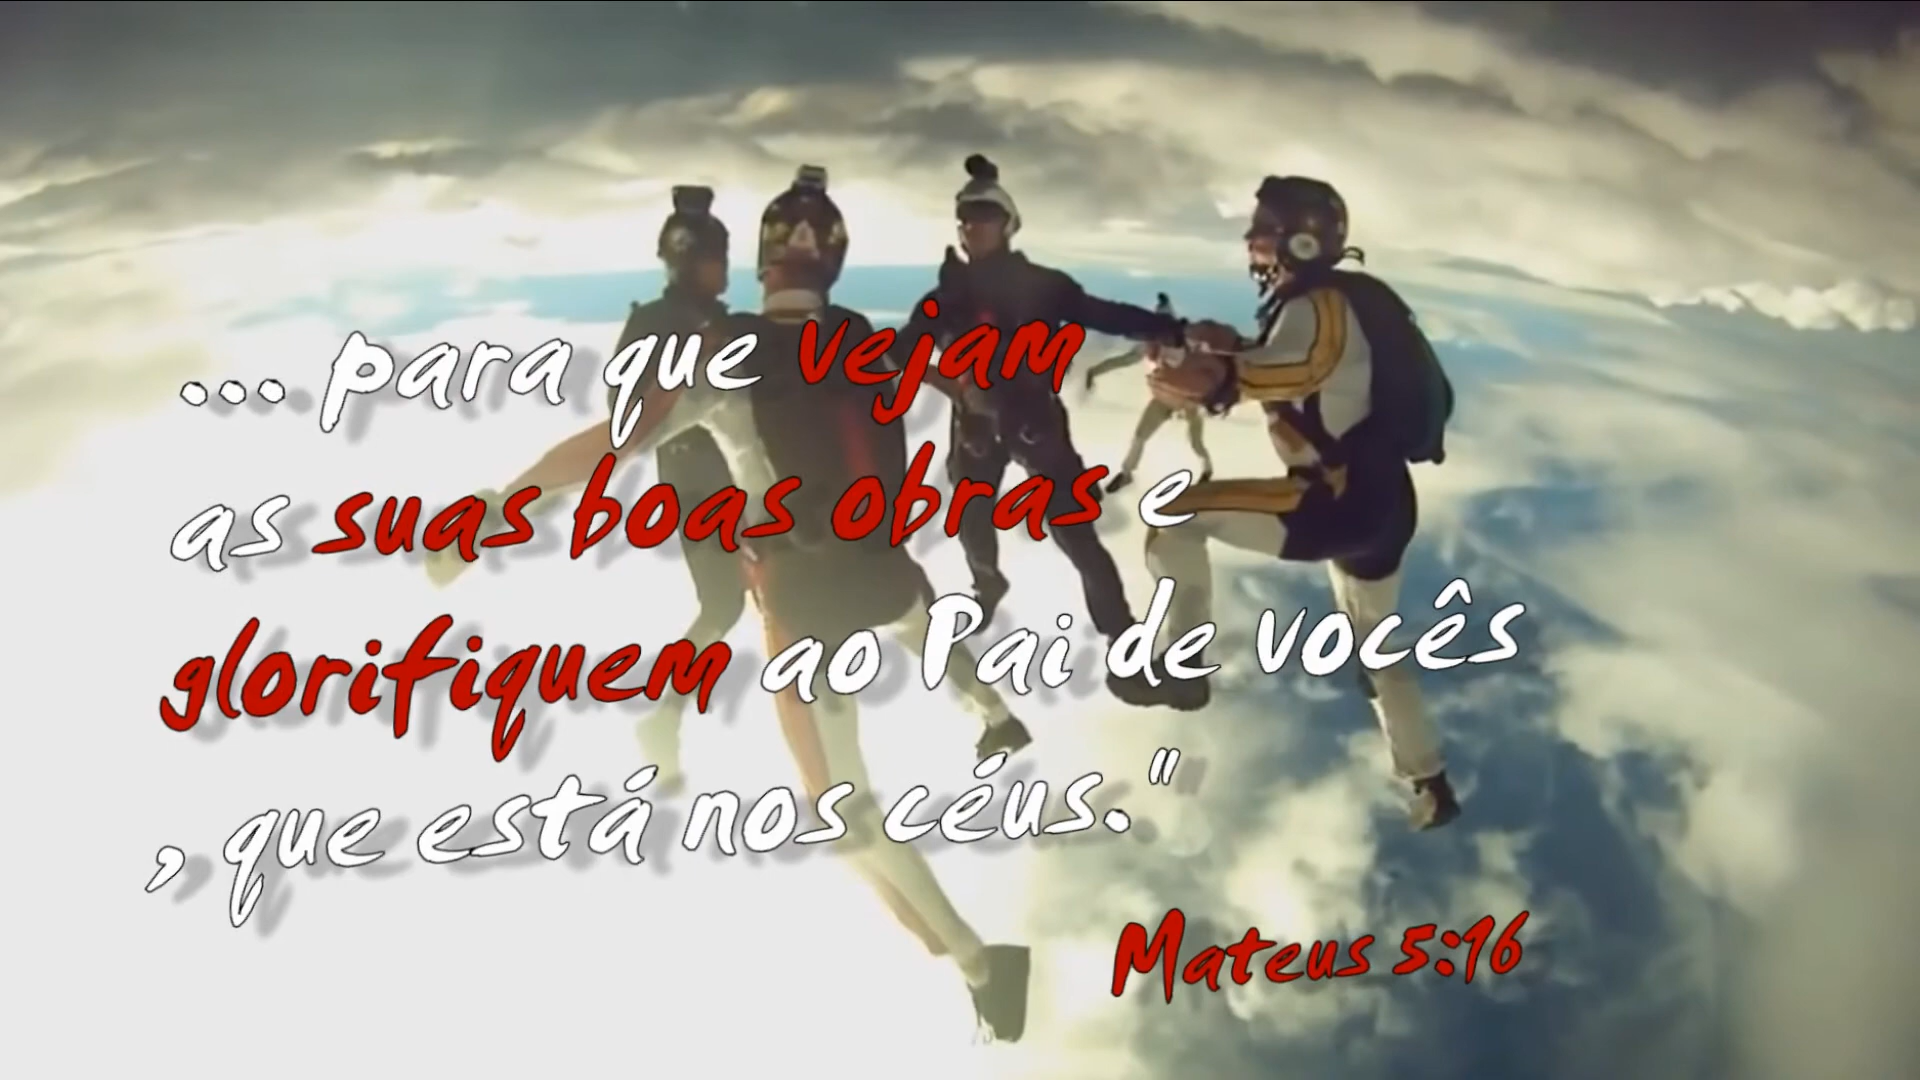 ... para que vejam
as suas boas obras e
glorifiquem ao Pai de vocês
, que está nos céus."
Mateus 5:16